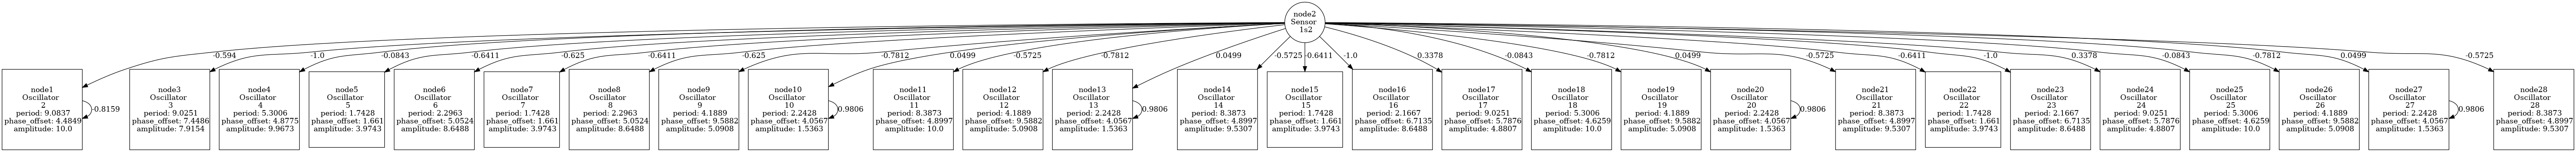 node2
Sensor
1s2
-0.594
-1.0
-0.0843
-0.6411
-0.625
-0.6411
-0.625
-0.7812
0.0499
-0.5725
-0.7812
0.0499
-0.5725
-0.6411
-1.0
0.3378
-0.0843
-0.7812
0.0499
-0.5725
-0.6411
-1.0
0.3378
-0.0843
-0.7812
0.0499
-0.5725
node1
Oscillator
2
period: 9.0837
phase_offset: 4.4849
amplitude: 10.0
-0.8159
node3
Oscillator
3
period: 9.0251
phase_offset: 7.4486
amplitude: 7.9154
node4
Oscillator
4
period: 5.3006
phase_offset: 4.8775
amplitude: 9.9673
node5
Oscillator
5
period: 1.7428
phase_offset: 1.661
amplitude: 3.9743
node6
Oscillator
6
period: 2.2963
phase_offset: 5.0524
amplitude: 8.6488
node7
Oscillator
7
period: 1.7428
phase_offset: 1.661
amplitude: 3.9743
node8
Oscillator
8
period: 2.2963
phase_offset: 5.0524
amplitude: 8.6488
node9
Oscillator
9
period: 4.1889
phase_offset: 9.5882
amplitude: 5.0908
node10
Oscillator
10
period: 2.2428
phase_offset: 4.0567
amplitude: 1.5363
0.9806
node11
Oscillator
11
period: 8.3873
phase_offset: 4.8997
amplitude: 10.0
node12
Oscillator
12
period: 4.1889
phase_offset: 9.5882
amplitude: 5.0908
node13
Oscillator
13
period: 2.2428
phase_offset: 4.0567
amplitude: 1.5363
0.9806
node14
Oscillator
14
period: 8.3873
phase_offset: 4.8997
amplitude: 9.5307
node15
Oscillator
15
period: 1.7428
phase_offset: 1.661
amplitude: 3.9743
node16
Oscillator
16
period: 2.1667
phase_offset: 6.7135
amplitude: 8.6488
node17
Oscillator
17
period: 9.0251
phase_offset: 5.7876
amplitude: 4.8807
node18
Oscillator
18
period: 5.3006
phase_offset: 4.6259
amplitude: 10.0
node19
Oscillator
19
period: 4.1889
phase_offset: 9.5882
amplitude: 5.0908
node20
Oscillator
20
period: 2.2428
phase_offset: 4.0567
amplitude: 1.5363
0.9806
node21
Oscillator
21
period: 8.3873
phase_offset: 4.8997
amplitude: 9.5307
node22
Oscillator
22
period: 1.7428
phase_offset: 1.661
amplitude: 3.9743
node23
Oscillator
23
period: 2.1667
phase_offset: 6.7135
amplitude: 8.6488
node24
Oscillator
24
period: 9.0251
phase_offset: 5.7876
amplitude: 4.8807
node25
Oscillator
25
period: 5.3006
phase_offset: 4.6259
amplitude: 10.0
node26
Oscillator
26
period: 4.1889
phase_offset: 9.5882
amplitude: 5.0908
node27
Oscillator
27
period: 2.2428
phase_offset: 4.0567
amplitude: 1.5363
0.9806
node28
Oscillator
28
period: 8.3873
phase_offset: 4.8997
amplitude: 9.5307